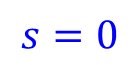 s = 0